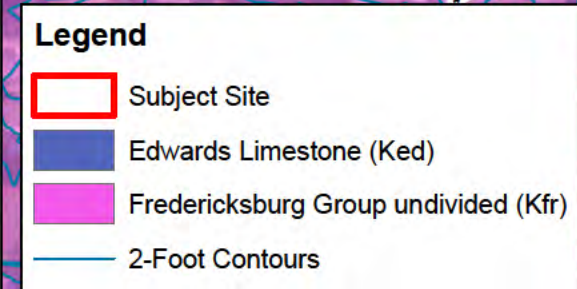 Legend
Subject Site
Edwards Limestone (Ked)
Fredericksburg Group undivided (Kfr)
2-Foot Contours